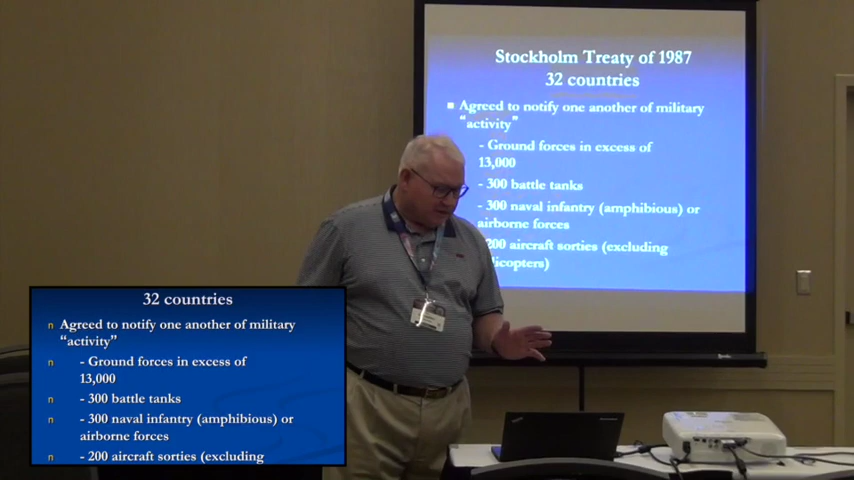 Stockholm Treaty of 1987
32 countries
Agreed to notify one another of military
“activity”
- Ground forces in excess of
13,000
- 300 battle tanks
- 300 naval infantry (amphibious) or
airborne forces
200 aircraft sorties (excluding
licopters)
32 countries
n Agreed to notify one another of military
“activity”
n - Ground forces in excess of
13,000
n - 300 battle tanks
n - 300 naval infantry (amphibious) or
airborne forces
n - 200 aircraft sorties (excluding